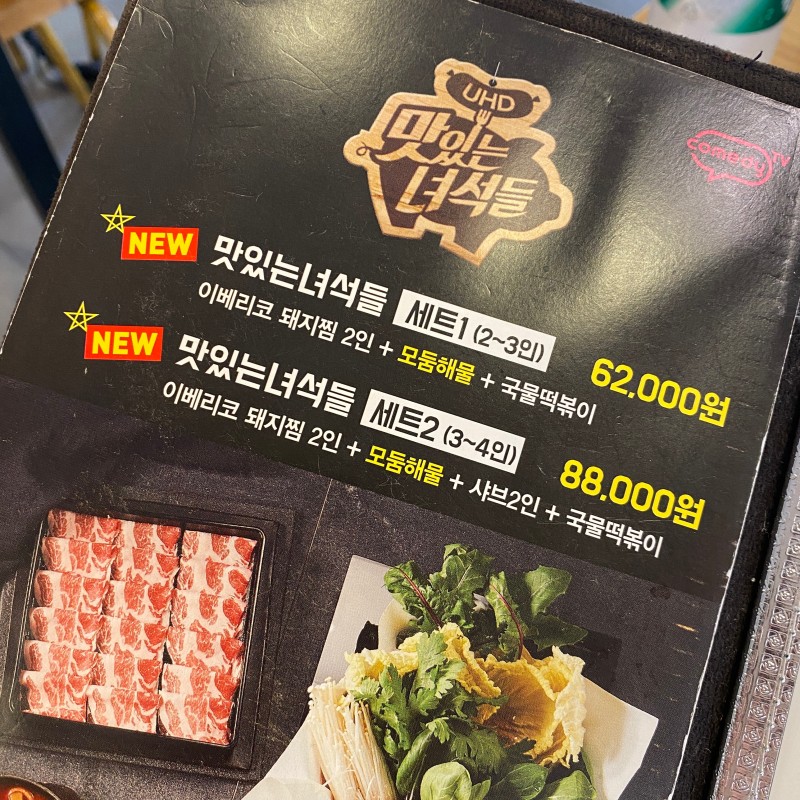 UHD
맛있는
녀석들
comedy TV
NEW 맛있는녀석들 세트1 (2~3인)
이베리코 돼지찜 2인 + 모둠해물 + 국물떡볶이 62,000원
NEW 맛있는녀석들 세트2 (3~4인)
이베리코 돼지찜 2인 + 모둠해물 + 샤브2인 + 국물떡볶이 88,000원